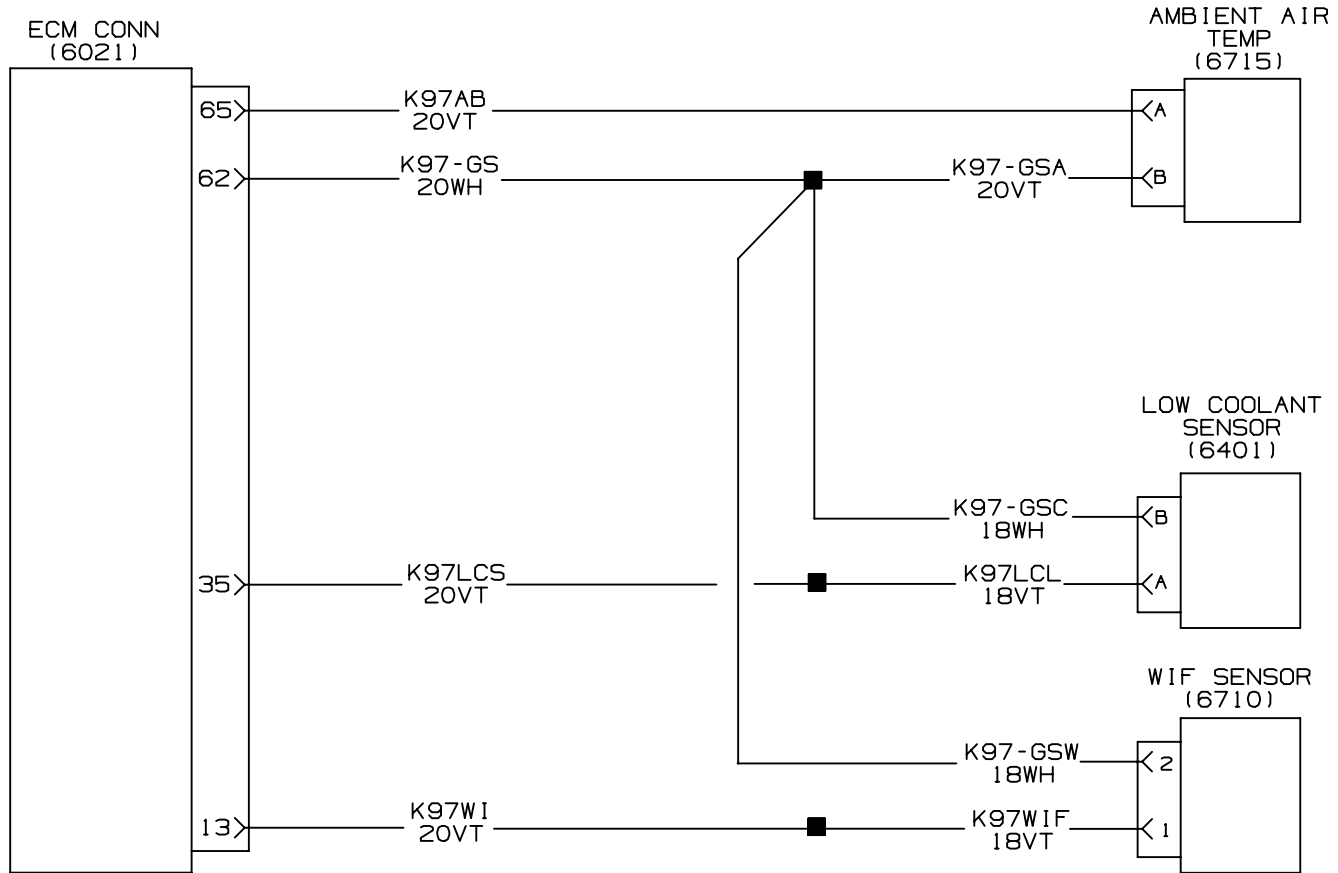 ECM CONN
(6021)
AMBIENT AIR
TEMP
(6715)
65
K97AB
20VT
A
62
K97-GS
20WH
K97-GSA
20VT
B
LOW COOLANT
SENSOR
(6401)
K97-GSC
18WH
B
35
K97LCS
20VT
K97LCL
18VT
A
WIF SENSOR
(6710)
K97-GSW
18WH
2
13
K97WI
20VT
K97WIF
18VT
1